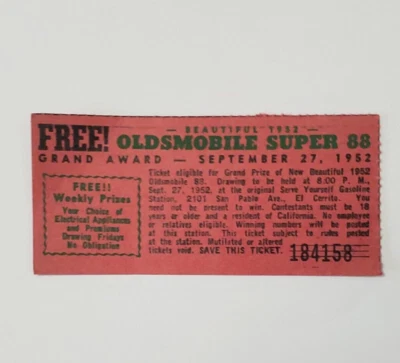 FREE!
— BEAUTIFUL 1952 —
OLDSMOBILE SUPER 88
GRAND AWARD — SEPTEMBER 27, 1952
FREE!!
Weekly Prizes
Your Choice of
Electrical Appliances
and Premiums
Drawing Fridays
No Obligation
Ticket eligible for Grand Prize of New Beautiful 1952
Oldsmobile 88. Drawing to be held at 6.00 P.M.,
Sept. 27, 1952, at the original Serve Yourself Gasoline
Station, 2101 San Pablo Ave., El Cerrito. You
need not be present to win. Contestants must be 18
years or older and a resident of California. No employee
or relatives eligible. Winning numbers will be posted
at the station. This ticket subject to rules posted
at the station. Mutilated or altered
tickets void. SAVE THIS TICKET.
184158